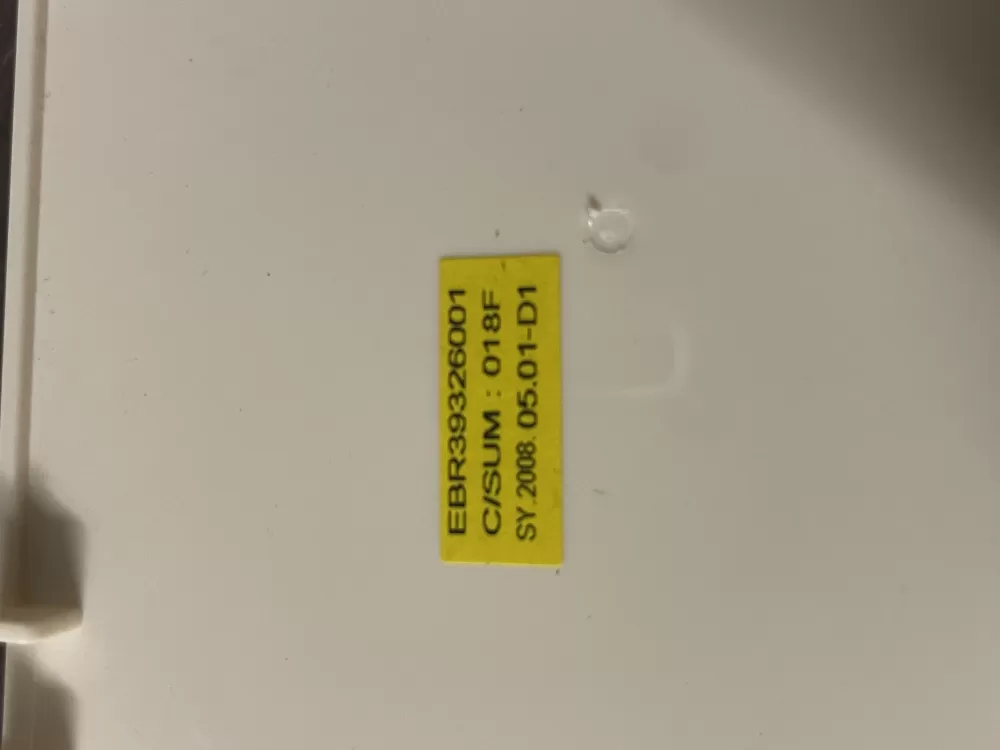 EBR39326001
C/SUM : 018F
SY.2008.05.01-D1